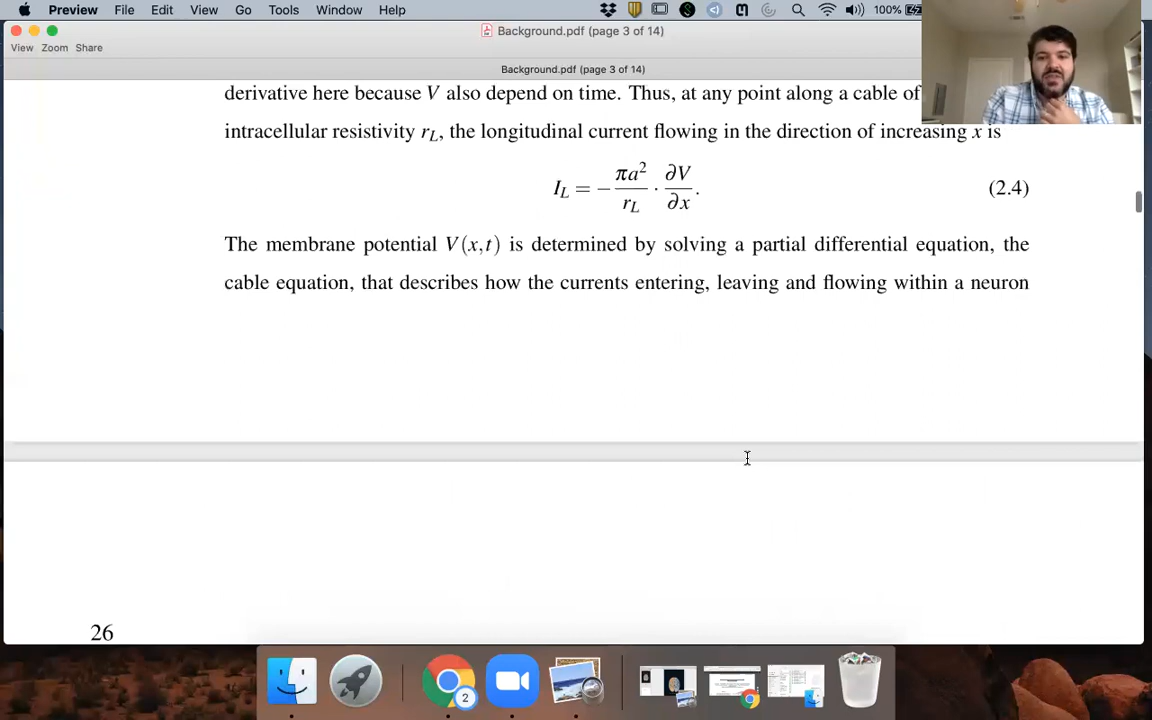 Preview File Edit View Go Tools Window Help 100%
Background.pdf (page 3 of 14)
View Zoom Share
Background.pdf (page 3 of 14)
derivative here because V also depend on time. Thus, at any point along a cable of
intracellular resistivity r_L, the longitudinal current flowing in the direction of increasing x is
I_L = −πa²/r_L · ∂V/∂x. (2.4)
The membrane potential V(x,t) is determined by solving a partial differential equation, the
cable equation, that describes how the currents entering, leaving and flowing within a neuron
26
2